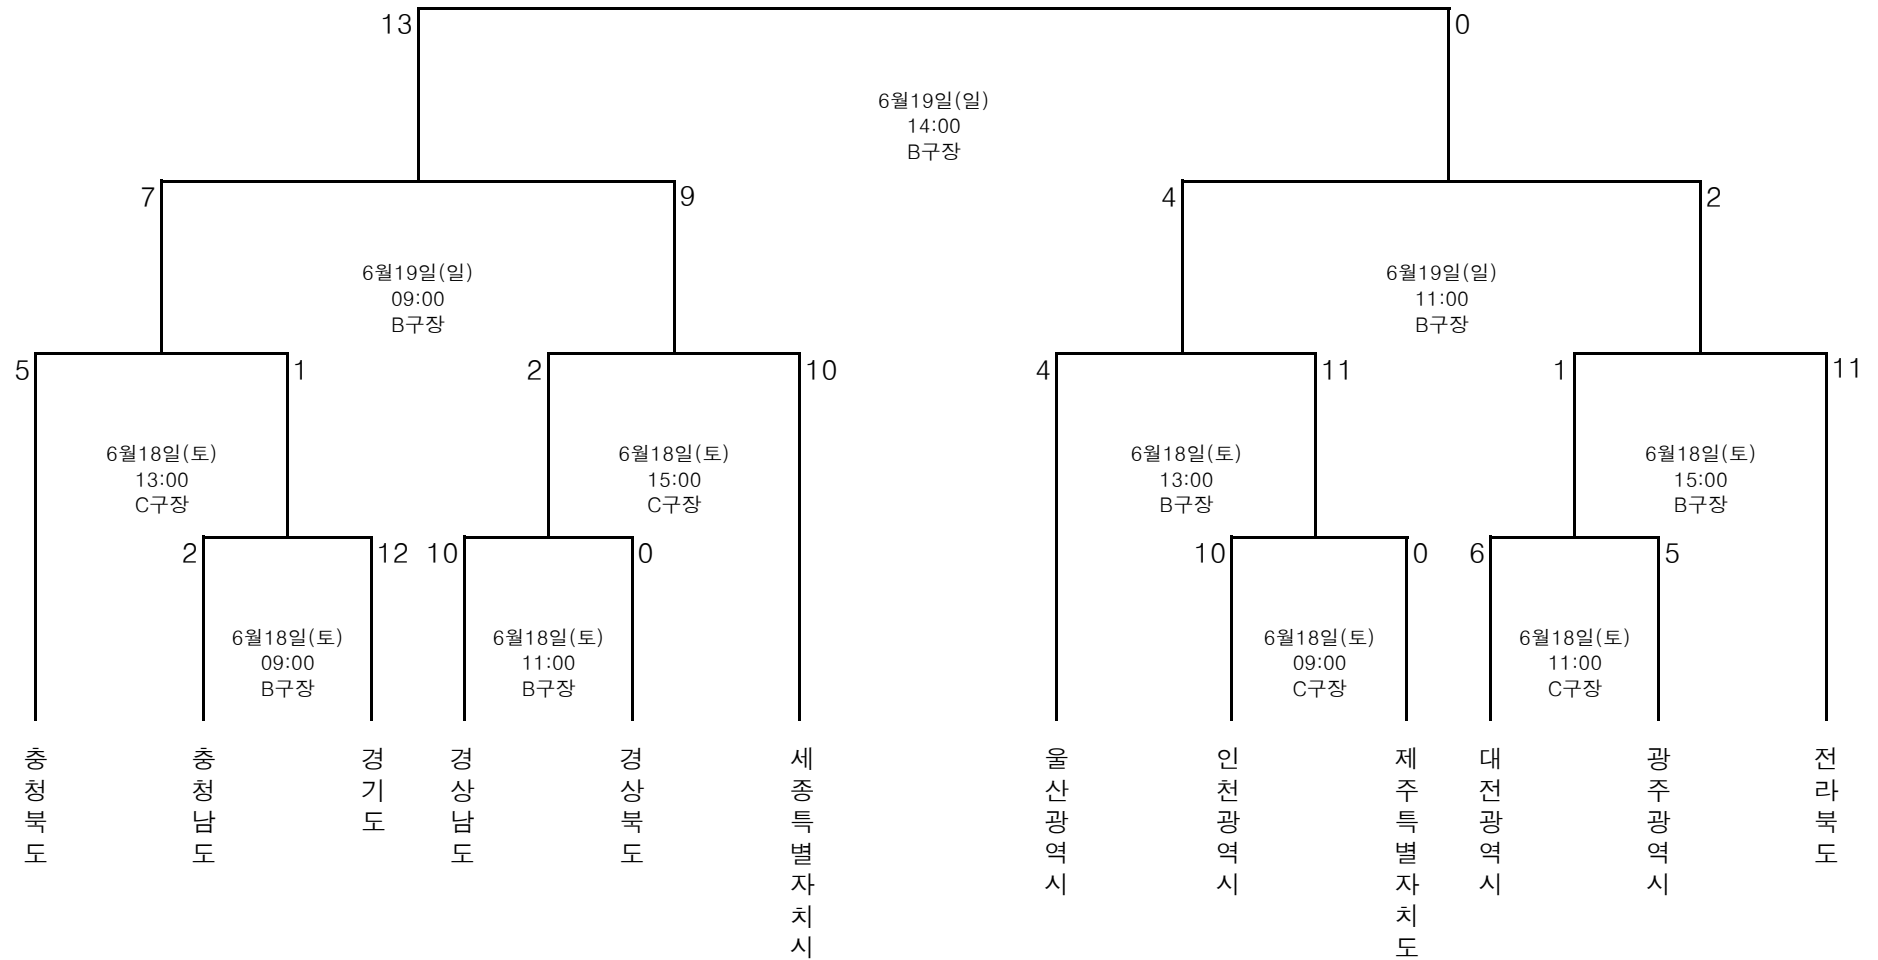 13
0
6월19일(일)
14:00
B구장
7
9
4
2
6월19일(일)
09:00
B구장
6월19일(일)
11:00
B구장
5
1
2
10
4
11
1
11
6월18일(토)
13:00
C구장
6월18일(토)
15:00
C구장
6월18일(토)
13:00
B구장
6월18일(토)
15:00
B구장
2
12
10
0
10
0
6
5
6월18일(토)
09:00
B구장
6월18일(토)
11:00
B구장
6월18일(토)
09:00
C구장
6월18일(토)
11:00
C구장
충청북도
충청남도
경기도
경상남도
경상북도
세종특별자치시
울산광역시
인천광역시
제주특별자치도
대전광역시
광주광역시
전라북도